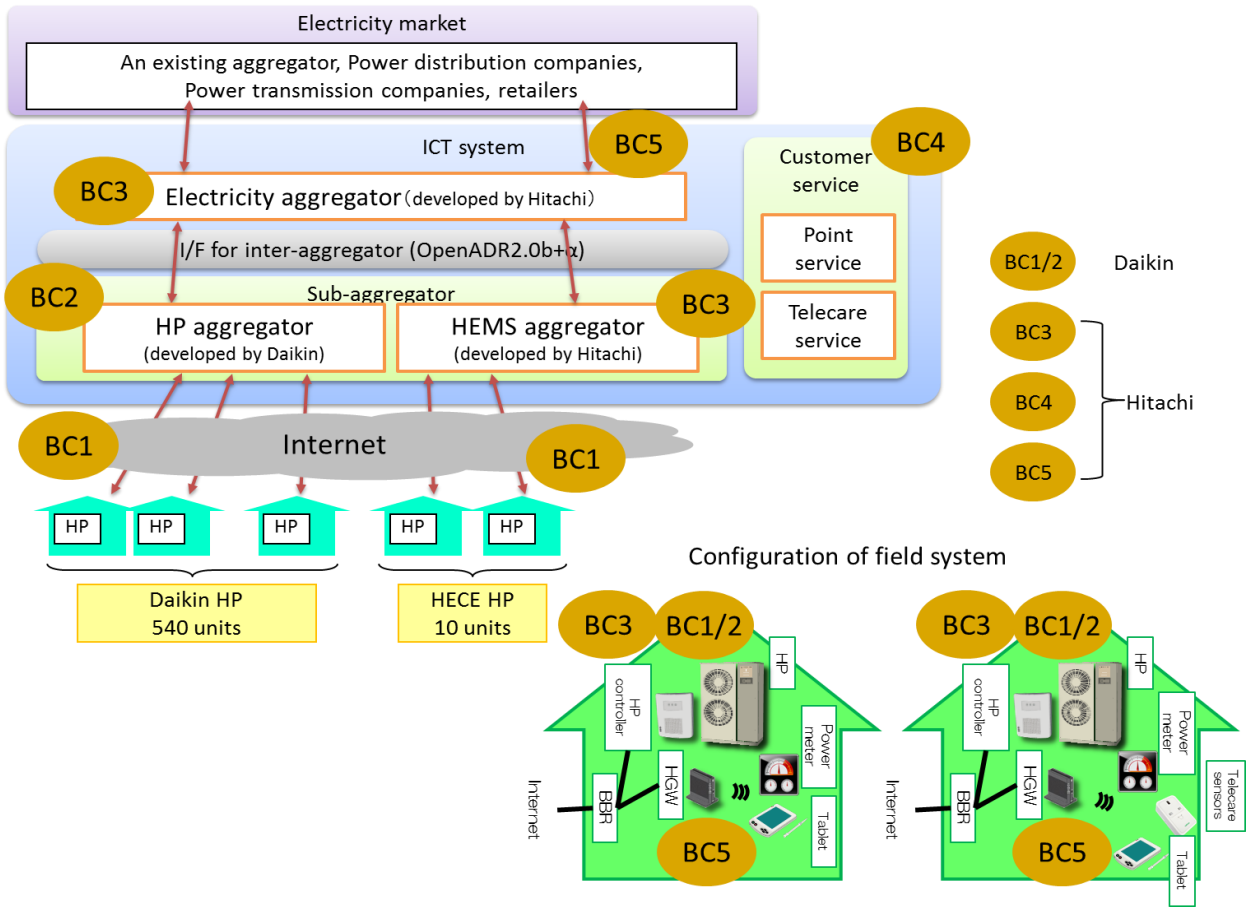 Electricity market
An existing aggregator, Power distribution companies,
Power transmission companies, retailers
ICT system
BC5
BC4
BC3
Electricity aggregator（developed by Hitachi）
I/F for inter-aggregator (OpenADR2.0b+α)
BC2
Sub-aggregator
BC3
HP aggregator
(developed by Daikin)
HEMS aggregator
(developed by Hitachi)
Customer
service
Point
service
Telecare
service
BC1/2
Daikin
BC3
BC4
Hitachi
BC5
BC1
Internet
BC1
HP
HP
HP
HP
HP
Daikin HP
540 units
HECE HP
10 units
Configuration of field system
BC3
BC1/2
HP
HP
controller
Power
meter
HGW
BBR
Internet
Tablet
BC5
BC3
BC1/2
HP
HP
controller
Power
meter
Telecare
sensors
HGW
BBR
Internet
Tablet
BC5